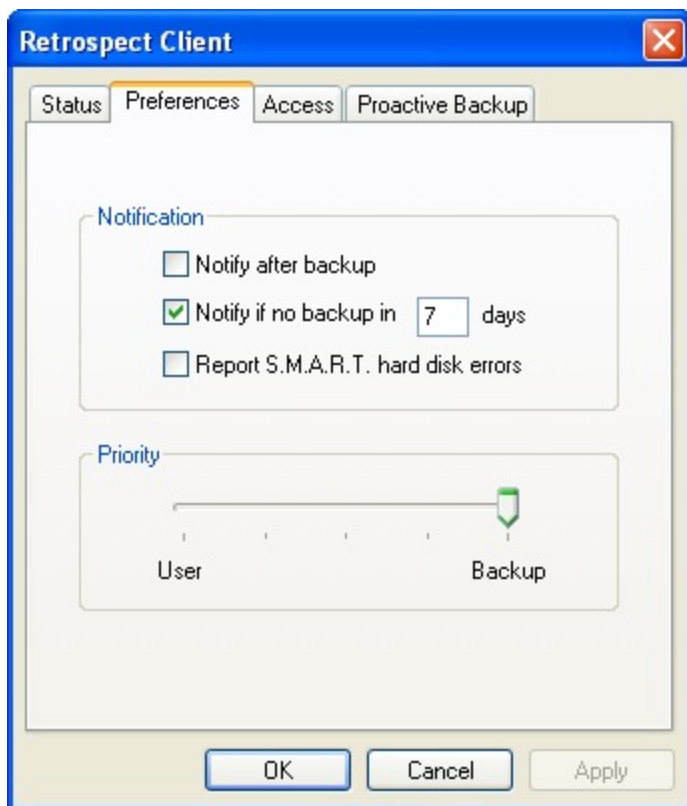 Retrospect Client
Status Preferences Access Proactive Backup
Notification
Notify after backup
Notify if no backup in 7 days
Report S.M.A.R.T. hard disk errors
Priority
User Backup
OK Cancel Apply